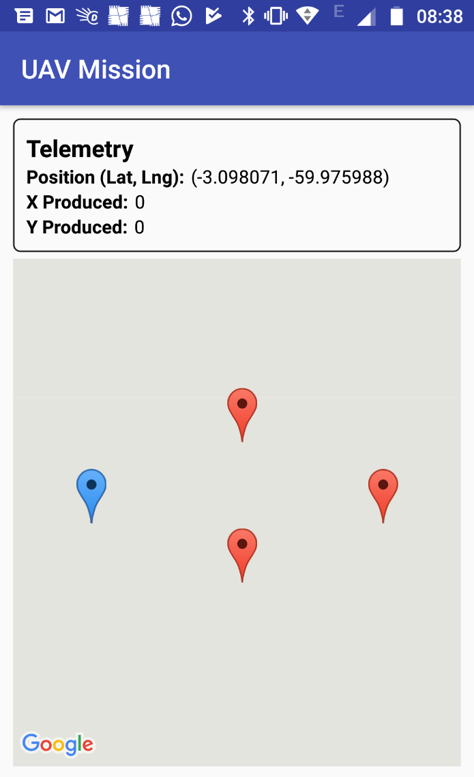 E 08:38
UAV Mission
Telemetry
Position (Lat, Lng): (-3.098071, -59.975988)
X Produced: 0
Y Produced: 0
Google